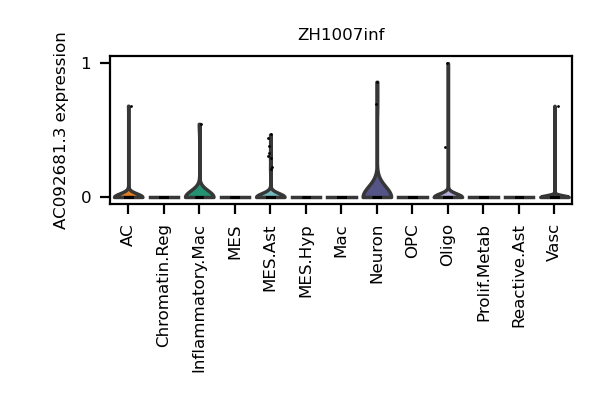 ZH1007inf
AC092681.3 expression
1
0
AC
Chromatin.Reg
Inflammatory.Mac
MES
MES.Ast
MES.Hyp
Mac
Neuron
OPC
Oligo
Prolif.Metab
Reactive.Ast
Vasc